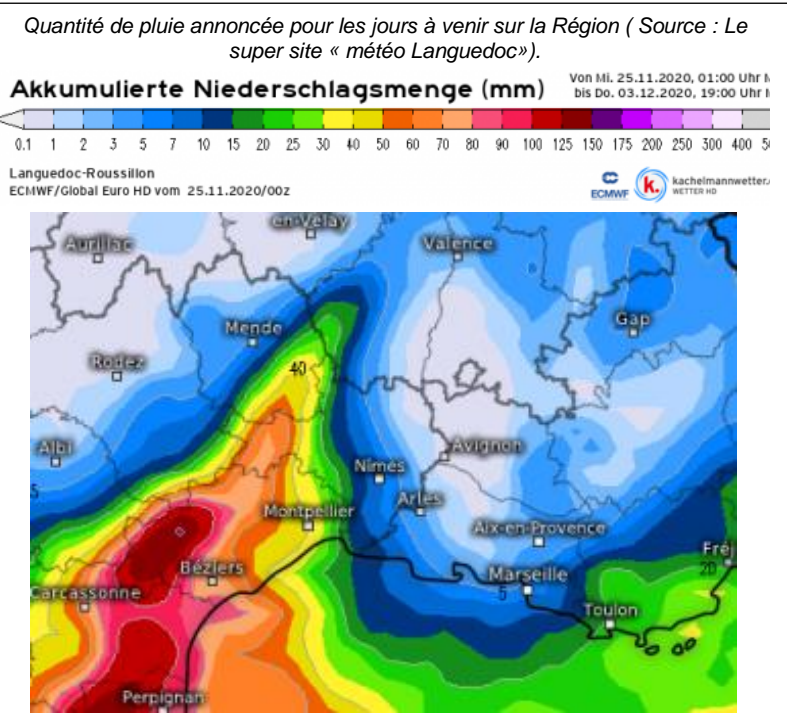 Quantité de pluie annoncée pour les jours à venir sur la Région ( Source : Le
super site « météo Languedoc»).
Akkumulierte Niederschlagsmenge (mm)
Von Mi. 25.11.2020, 01:00 Uhr
bis Do. 03.12.2020, 19:00 Uhr
0.1 1 2 3 5 7 10 15 20 25 30 40 50 60 70 80 90 100 125 150 175 200 250 300 400
Languedoc-Roussillon
ECMWF/Global Euro HD vom 25.11.2020/00z
ECMWF
k.
kachelmannwetter.
WETTER HD
en-Velay
Aurillac
Valence
Gap
Mende
Rodez
40
Albi
Avignon
Nîmes
5
Arles
Montpellier
Aix-en-Provence
Fréj
20
Béziers
Marseille
5
Carcassonne
Toulon
Perpignan